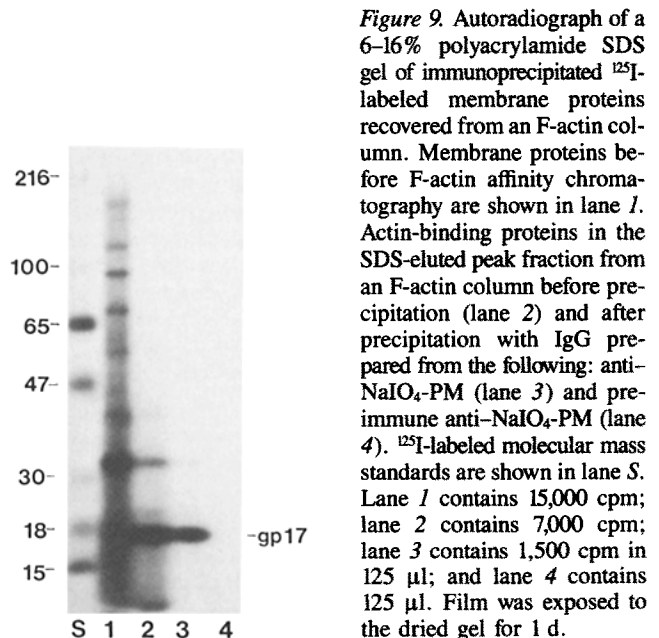 216-
100-
65-
47-
30-
18-
15-
-gp17
S 1 2 3 4
Figure 9. Autoradiograph of a
6–16% polyacrylamide SDS
gel of immunoprecipitated ¹²⁵I-
labeled membrane proteins
recovered from an F-actin col-
umn. Membrane proteins be-
fore F-actin affinity chroma-
tography are shown in lane 1.
Actin-binding proteins in the
SDS-eluted peak fraction from
an F-actin column before pre-
cipitation (lane 2) and after
precipitation with IgG pre-
pared from the following: anti–
NaIO₄-PM (lane 3) and pre-
immune anti–NaIO₄-PM (lane
4). ¹²⁵I-labeled molecular mass
standards are shown in lane S.
Lane 1 contains 15,000 cpm;
lane 2 contains 7,000 cpm;
lane 3 contains 1,500 cpm in
125 μl; and lane 4 contains
125 μl. Film was exposed to
the dried gel for 1 d.